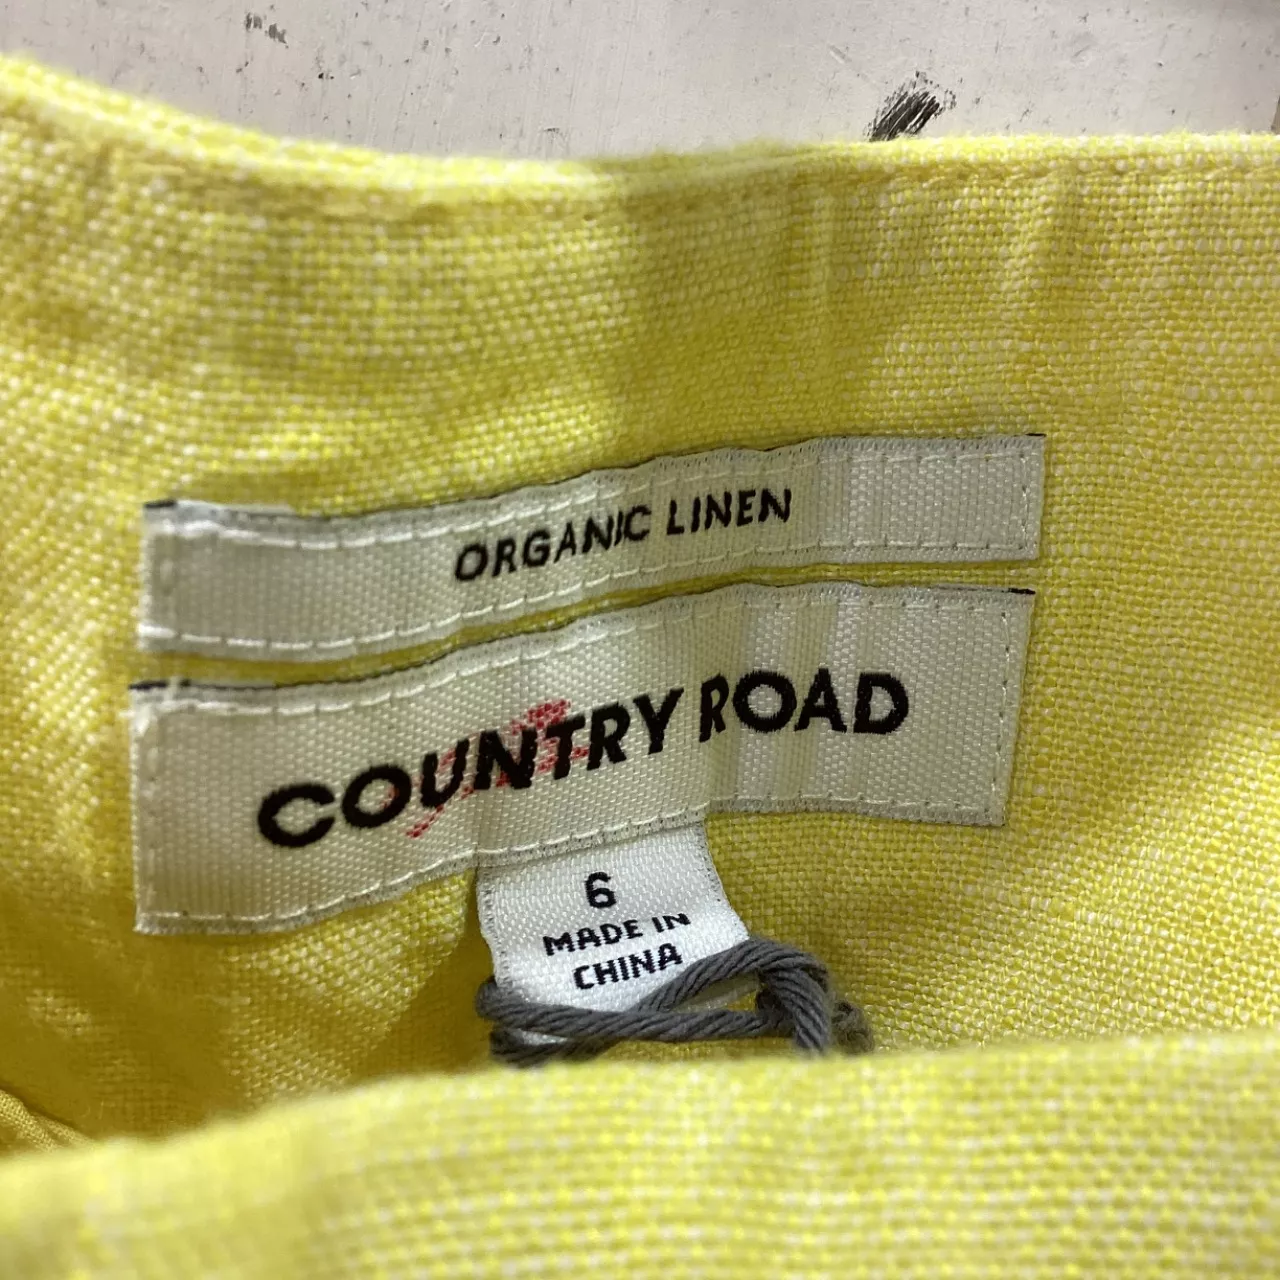 ORGANIC LINEN
COUNTRY ROAD
6
MADE IN
CHINA